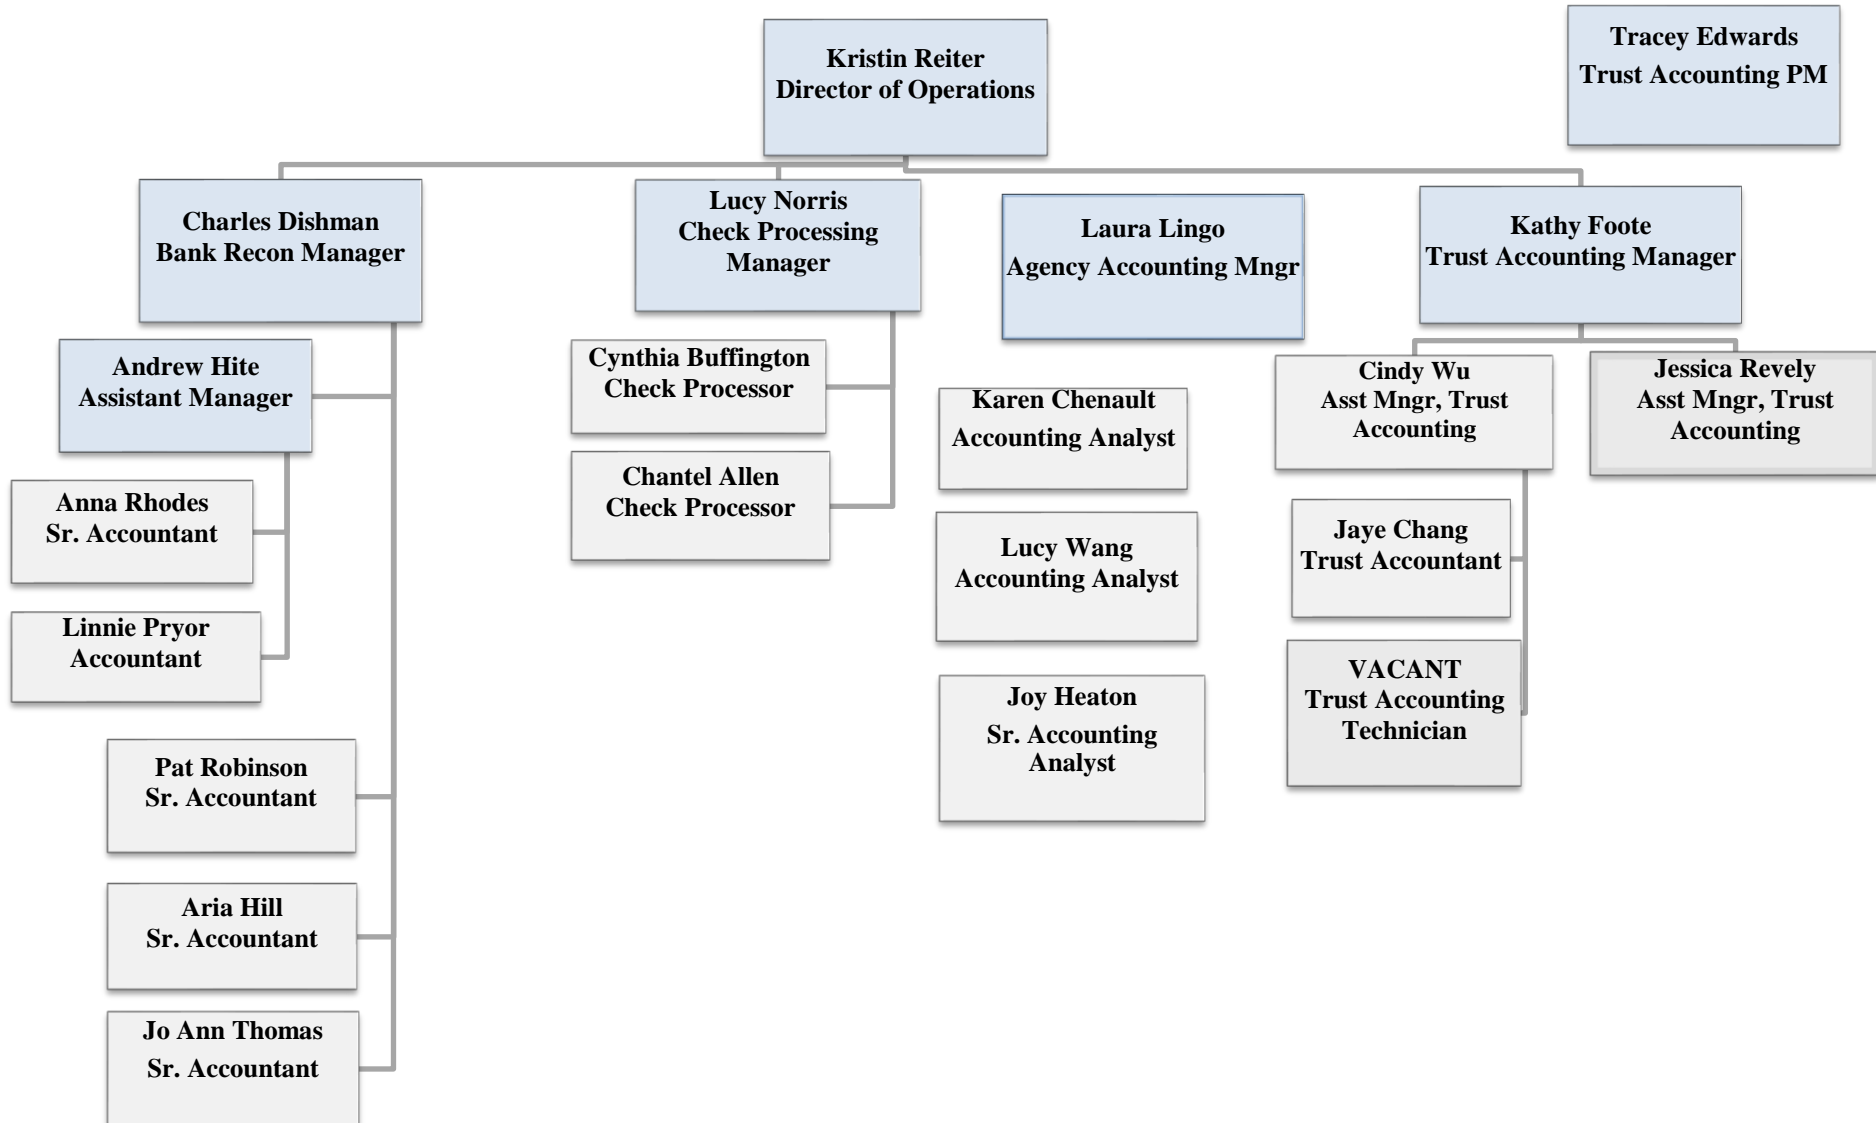 Kristin Reiter
Director of Operations
Tracey Edwards
Trust Accounting PM
Charles Dishman
Bank Recon Manager
Lucy Norris
Check Processing
Manager
Laura Lingo
Agency Accounting Mngr
Kathy Foote
Trust Accounting Manager
Andrew Hite
Assistant Manager
Anna Rhodes
Sr. Accountant
Linnie Pryor
Accountant
Pat Robinson
Sr. Accountant
Aria Hill
Sr. Accountant
Jo Ann Thomas
Sr. Accountant
Cynthia Buffington
Check Processor
Chantel Allen
Check Processor
Karen Chenault
Accounting Analyst
Lucy Wang
Accounting Analyst
Joy Heaton
Sr. Accounting
Analyst
Cindy Wu
Asst Mngr, Trust
Accounting
Jessica Revely
Asst Mngr, Trust
Accounting
Jaye Chang
Trust Accountant
VACANT
Trust Accounting
Technician